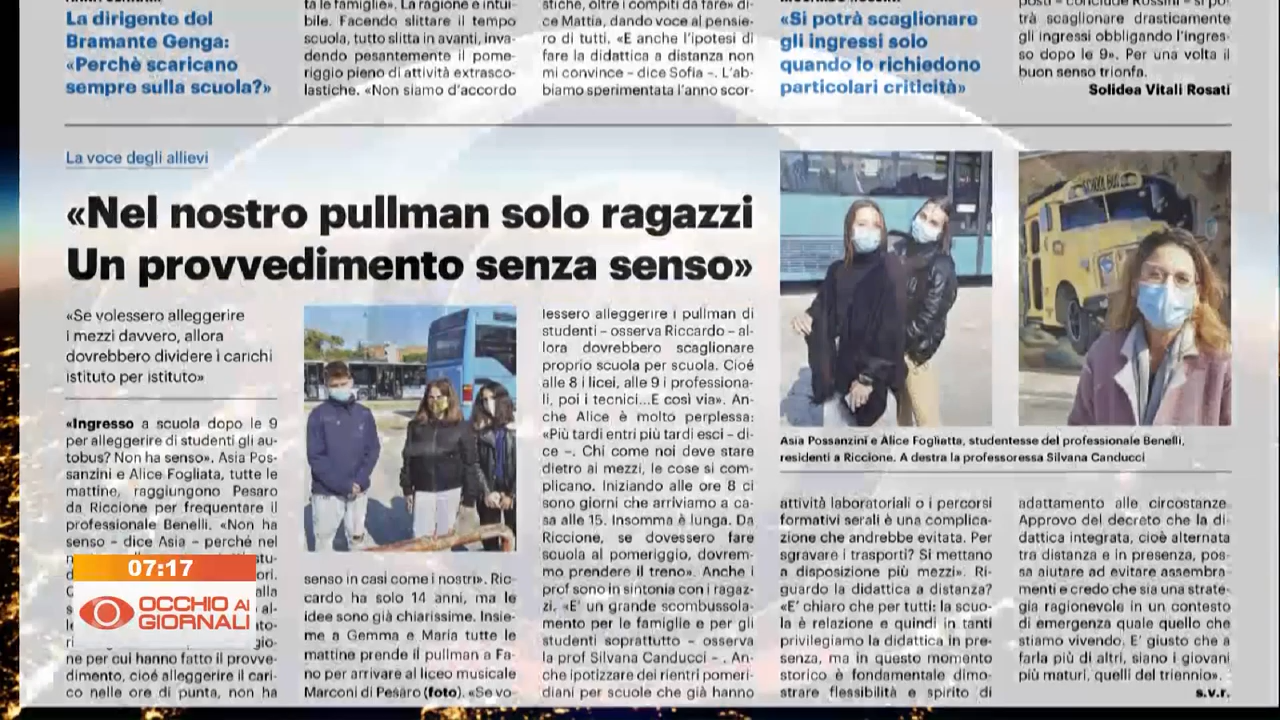 La dirigente del
Bramante Genga:
«Perchè scaricano
sempre sulla scuola?»
ta le famiglie». La ragione è intui-
bile. Facendo slittare il tempo
scuola, tutto slitta in avanti, inva-
dendo pesantemente il pome-
riggio pieno di attività extrasco-
lastiche. «Non siamo d'accordo
stiche, oltre i compiti da fare» di-
ce Mattia, dando voce al pensie-
ro di tutti. «E anche l'ipotesi di
fare la didattica a distanza non
mi convince – dice Sofia –. L'ab-
biamo sperimentata l'anno scor-
«Si potrà scaglionare
gli ingressi solo
quando lo richiedono
particolari criticità»
posti – conclude Rossini – si po-
trà scaglionare drasticamente
gli ingressi obbligando l'ingres-
so dopo le 9». Per una volta il
buon senso trionfa.
Solidea Vitali Rosati
La voce degli allievi
«Nel nostro pullman solo ragazzi
Un provvedimento senza senso»
«Se volessero alleggerire
i mezzi davvero, allora
dovrebbero dividere i carichi
istituto per istituto»
«Ingresso a scuola dopo le 9
per alleggerire di studenti gli au-
tobus? Non ha senso». Asia Pos-
sanzini e Alice Fogliata, tutte le
mattine, raggiungono Pesaro
da Riccione per frequentare il
professionale Benelli. «Non ha
senso – dice Asia – perché nel
ne per cui hanno fatto il provve-
dimento, cioé alleggerire il cari-
co nelle ore di punta, non ha
senso in casi come i nostri». Ric-
cardo ha solo 14 anni, ma le
idee sono già chiarissime. Insie-
me a Gemma e Maria tutte le
mattine prende il pullman a Fa-
no per arrivare al liceo musicale
Marconi di Pesaro (foto). «Se vo-
lessero alleggerire i pullman di
studenti – osserva Riccardo – al-
lora dovrebbero scaglionare
proprio scuola per scuola. Cioé
alle 8 i licei, alle 9 i professiona-
li, poi i tecnici...E così via». An-
che Alice è molto perplessa:
«Più tardi entri più tardi esci – di-
ce –. Chi come noi deve stare
dietro ai mezzi, le cose si com-
plicano. Iniziando alle ore 8 ci
sono giorni che arriviamo a ca-
sa alle 15. Insomma è lunga. Da
Riccione, se dovessero fare
scuola al pomeriggio, dovrem-
mo prendere il treno». Anche i
prof sono in sintonia con i ragaz-
zi. «E' un grande scombussola-
mento per le famiglie e per gli
studenti soprattutto – osserva
la prof Silvana Canducci – . An-
che ipotizzare dei rientri pomeri-
diani per scuole che già hanno
SCHOOL BUS
Asia Possanzini e Alice Fogliatta, studentesse del professionale Benelli,
residenti a Riccione. A destra la professoressa Silvana Canducci
attività laboratoriali o i percorsi
formativi serali è una complica-
zione che andrebbe evitata. Per
sgravare i trasporti? Si mettano
a disposizione più mezzi». Ri-
guardo la didattica a distanza?
«E' chiaro che per tutti: la scuo-
la è relazione e quindi in tanti
privilegiamo la didattica in pre-
senza, ma in questo momento
storico è fondamentale dimo-
strare flessibilità e spirito di
adattamento alle circostanze.
Approvo del decreto che la di-
dattica integrata, cioè alternata
tra distanza e in presenza, pos-
sa aiutare ad evitare assembra-
menti e credo che sia una strate-
gia ragionevole in un contesto
di emergenza quale quello che
stiamo vivendo. E' giusto che a
farla più di altri, siano i giovani
più maturi, quelli del triennio».
s.v.r.
07:17
OCCHIO AI
GIORNALI